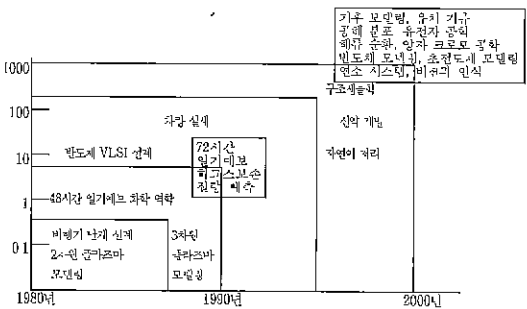 기후 모델링, 유체 기류
공해 분포 유전자 공학
해류 순환, 양자 크로모 공학
반도체 모델링, 초전도체 모델링
연소 시스템, 비전과 인식
1000
구조생물학
100
차량 설계
신약 개발
72시간
반도체 VLSI 설계
일기예보
자연어 처리
10
질량 예측
48시간 일기예보 화학 역학
1
비행기 날개 설계
3차원
0.1
2차원 플라즈마
플라즈마
모델링
모델링
1980년
1990년
2000년